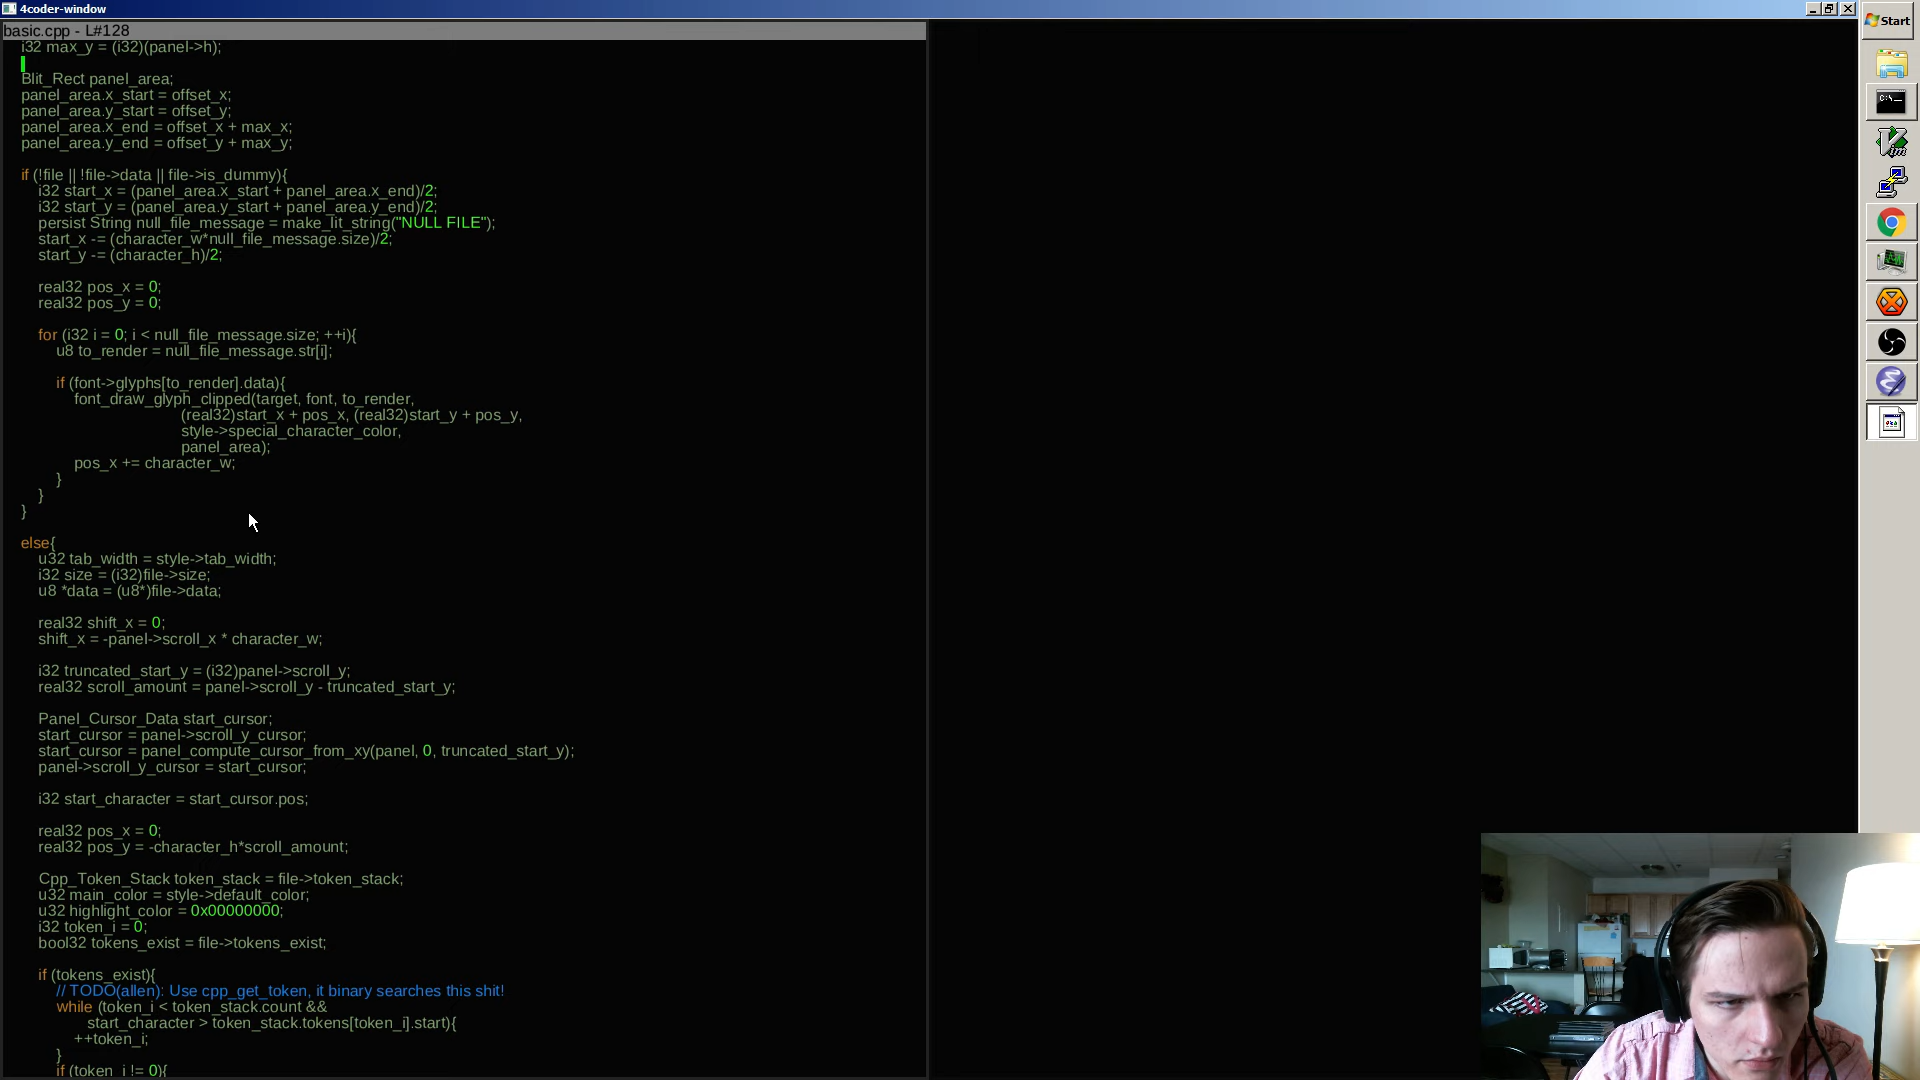 4coder-window
Start
basic.cpp - L#128
i32 max_y = (i32)(panel->h);
Blit_Rect panel_area;
panel_area.x_start = offset_x;
panel_area.y_start = offset_y;
panel_area.x_end = offset_x + max_x;
panel_area.y_end = offset_y + max_y;
if (!file || !file->data || file->is_dummy){
i32 start_x = (panel_area.x_start + panel_area.x_end)/2;
i32 start_y = (panel_area.y_start + panel_area.y_end)/2;
persist String null_file_message = make_lit_string("NULL FILE");
start_x -= (character_w*null_file_message.size)/2;
start_y -= (character_h)/2;
real32 pos_x = 0;
real32 pos_y = 0;
for (i32 i = 0; i < null_file_message.size; ++i){
u8 to_render = null_file_message.str[i];
if (font->glyphs[to_render].data){
font_draw_glyph_clipped(target, font, to_render,
(real32)start_x + pos_x, (real32)start_y + pos_y,
style->special_character_color,
panel_area);
pos_x += character_w;
}
}
}
else{
u32 tab_width = style->tab_width;
i32 size = (i32)file->size;
u8 *data = (u8*)file->data;
real32 shift_x = 0;
shift_x = -panel->scroll_x * character_w;
i32 truncated_start_y = (i32)panel->scroll_y;
real32 scroll_amount = panel->scroll_y - truncated_start_y;
Panel_Cursor_Data start_cursor;
start_cursor = panel->scroll_y_cursor;
start_cursor = panel_compute_cursor_from_xy(panel, 0, truncated_start_y);
panel->scroll_y_cursor = start_cursor;
i32 start_character = start_cursor.pos;
real32 pos_x = 0;
real32 pos_y = -character_h*scroll_amount;
Cpp_Token_Stack token_stack = file->token_stack;
u32 main_color = style->default_color;
u32 highlight_color = 0x00000000;
i32 token_i = 0;
bool32 tokens_exist = file->tokens_exist;
if (tokens_exist){
// TODO(allen): Use cpp_get_token, it binary searches this shit!
while (token_i < token_stack.count &&
start_character > token_stack.tokens[token_i].start){
++token_i;
}
if (token_i != 0){